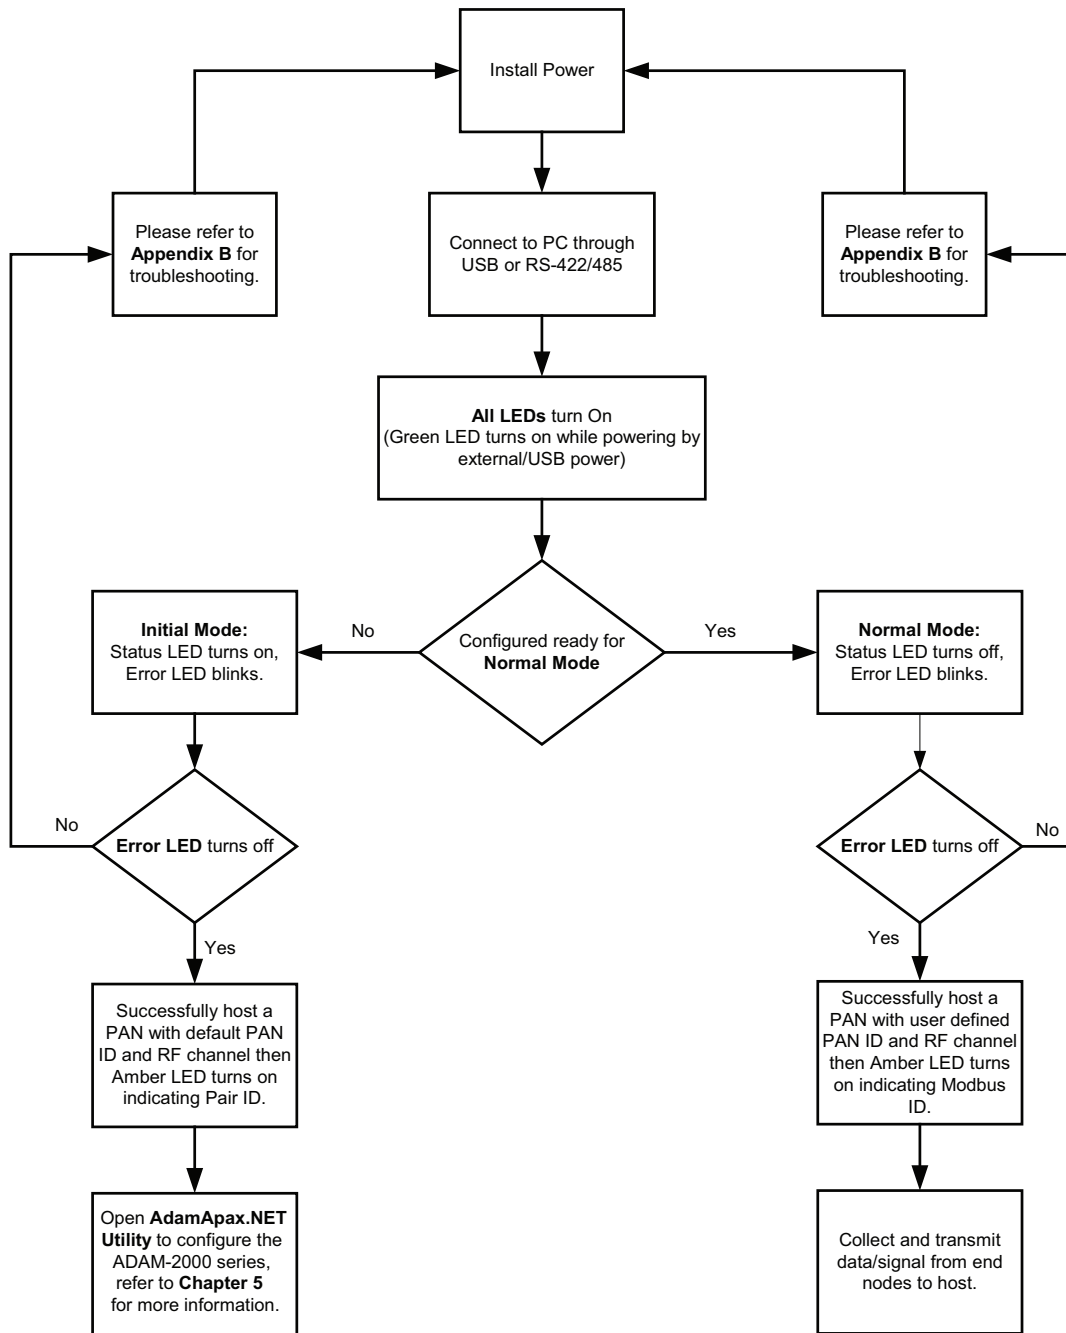 Install Power
Please refer to
Appendix B for
troubleshooting.
Connect to PC through
USB or RS-422/485
Please refer to
Appendix B for
troubleshooting.
All LEDs turn On
(Green LED turns on while powering by
external/USB power)
Initial Mode:
Status LED turns on,
Error LED blinks.
No
Configured ready for
Normal Mode
Yes
Normal Mode:
Status LED turns off,
Error LED blinks.
No
Error LED turns off
Yes
Error LED turns off
No
Yes
Successfully host a
PAN with default PAN
ID and RF channel then
Amber LED turns on
indicating Pair ID.
Successfully host a
PAN with user defined
PAN ID and RF channel
then Amber LED turns
on indicating Modbus
ID.
Open AdamApax.NET
Utility to configure the
ADAM-2000 series,
refer to Chapter 5
for more information.
Collect and transmit
data/signal from end
nodes to host.